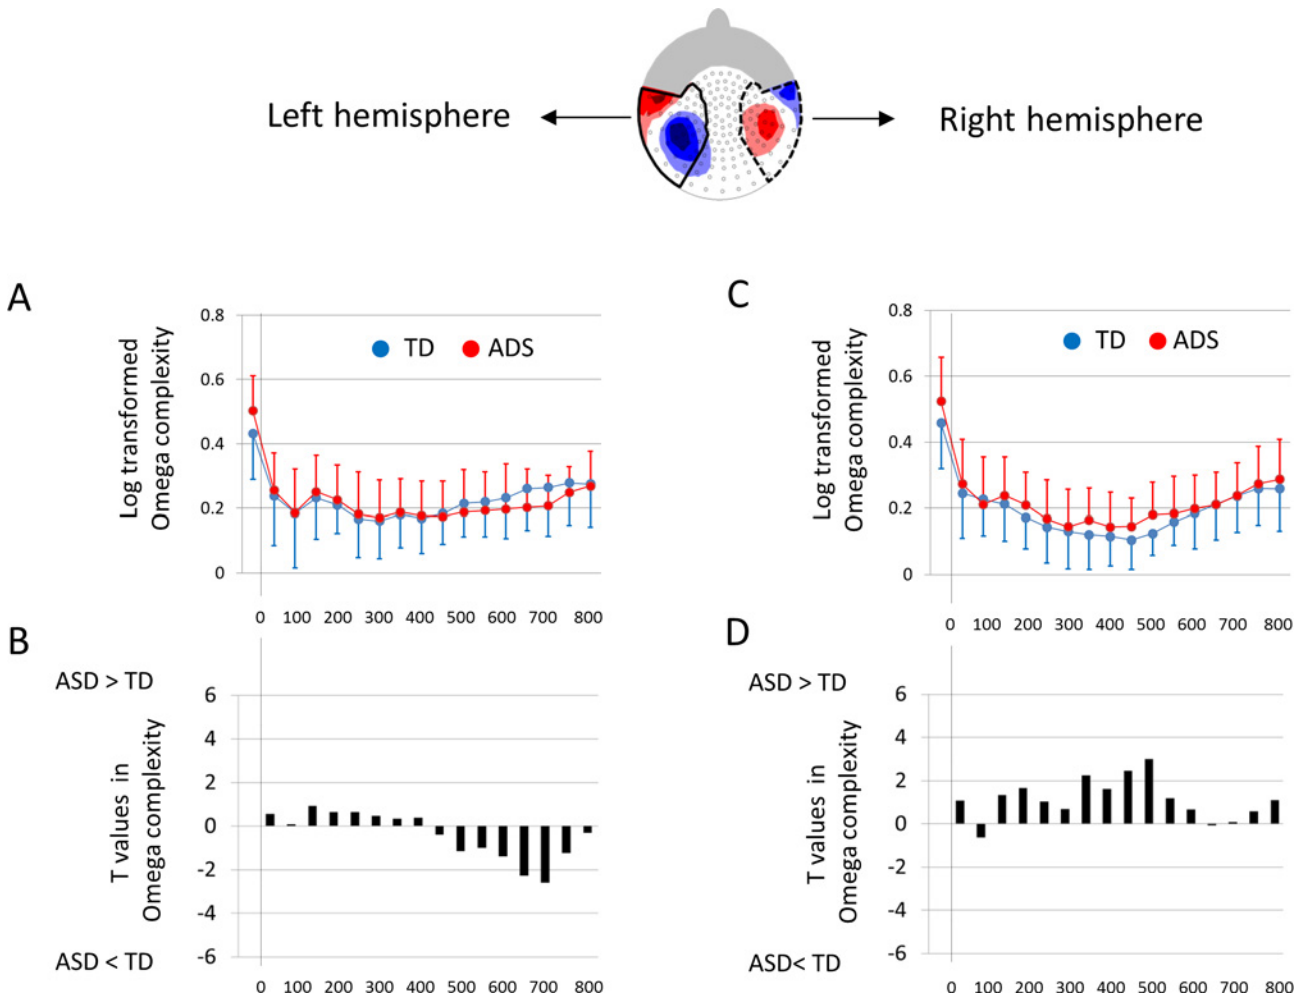 Left hemisphere
Right hemisphere
A
Log transformed
Omega complexity
0.8
0.6
0.4
0.2
0
TD
ADS
0 100 200 300 400 500 600 700 800
C
Log transformed
Omega complexity
0.8
0.6
0.4
0.2
0
TD
ADS
0 100 200 300 400 500 600 700 800
B
ASD > TD
T values in
Omega complexity
6
4
2
0
-2
-4
-6
ASD < TD
0 100 200 300 400 500 600 700 800
D
ASD > TD
T values in
Omega complexity
6
4
2
0
-2
-4
-6
ASD< TD
0 100 200 300 400 500 600 700 800